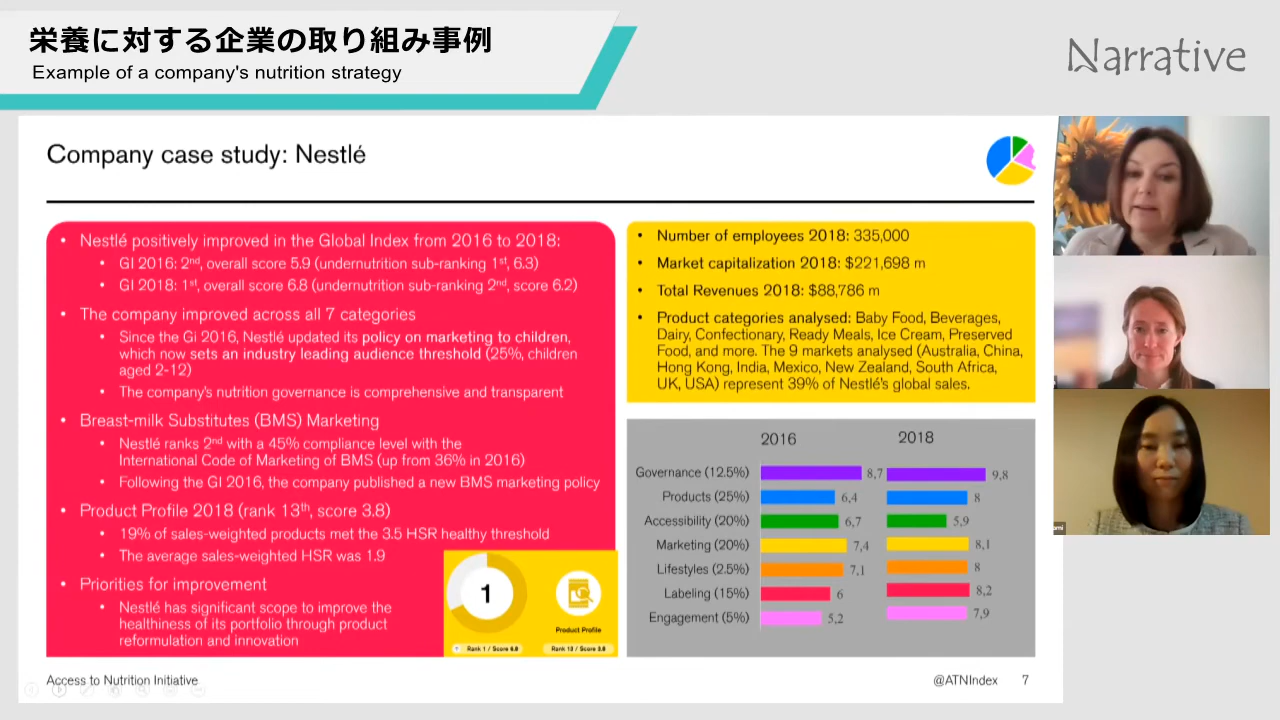 栄養に対する企業の取り組み事例
Example of a company's nutrition strategy
Narrative
Company case study: Nestlé
• Nestlé positively improved in the Global Index from 2016 to 2018:
• GI 2016: 2nd, overall score 5.9 (undernutrition sub-ranking 1st, 6.3)
• GI 2018: 1st, overall score 6.8 (undernutrition sub-ranking 2nd, score 6.2)
• The company improved across all 7 categories
• Since the GI 2016, Nestlé updated its policy on marketing to children,
which now sets an industry leading audience threshold (25%, children
aged 2-12)
• The company's nutrition governance is comprehensive and transparent
• Breast-milk Substitutes (BMS) Marketing
• Nestlé ranks 2nd with a 45% compliance level with the
International Code of Marketing of BMS (up from 36% in 2016)
• Following the GI 2016, the company published a new BMS marketing policy
• Product Profile 2018 (rank 13th, score 3.8)
• 19% of sales-weighted products met the 3.5 HSR healthy threshold
• The average sales-weighted HSR was 1.9
• Priorities for improvement
• Nestlé has significant scope to improve the
healthiness of its portfolio through product
reformulation and innovation
1
Product Profile
Rank 1 / Score 6.8
Rank 13 / Score 3.8
• Number of employees 2018: 335,000
• Market capitalization 2018: $221,698 m
• Total Revenues 2018: $88,786 m
• Product categories analysed: Baby Food, Beverages,
Dairy, Confectionary, Ready Meals, Ice Cream, Preserved
Food, and more. The 9 markets analysed (Australia, China,
Hong Kong, India, Mexico, New Zealand, South Africa,
UK, USA) represent 39% of Nestlé's global sales.
2016 2018
Governance (12.5%) 8,7 9,8
Products (25%) 6,4 8
Accessibility (20%) 6,7 5,9
Marketing (20%) 7,4 8,1
Lifestyles (2.5%) 7,1 8
Labeling (15%) 6 8,2
Engagement (5%) 5,2 7,9
Access to Nutrition Initiative
@ATNIndex 7